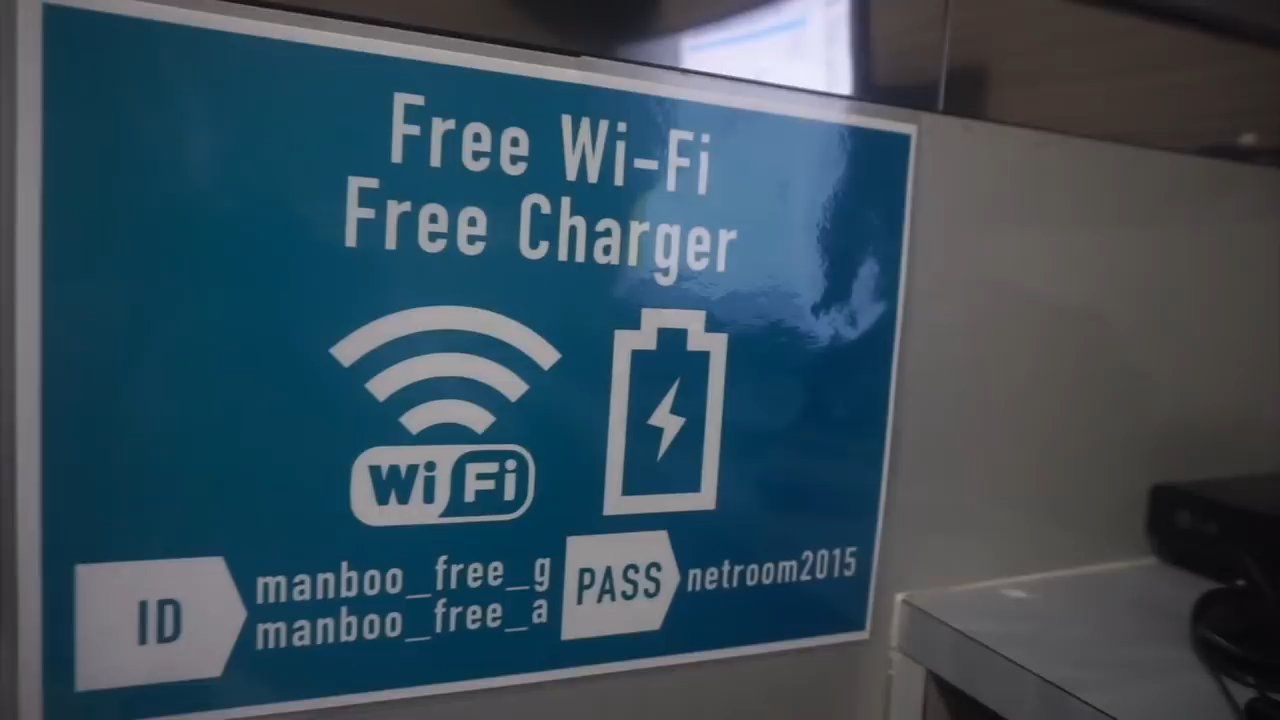 Free Wi-Fi
Free Charger
Wi Fi
ID
manboo_free_g
manboo_free_a
PASS
netroom2015